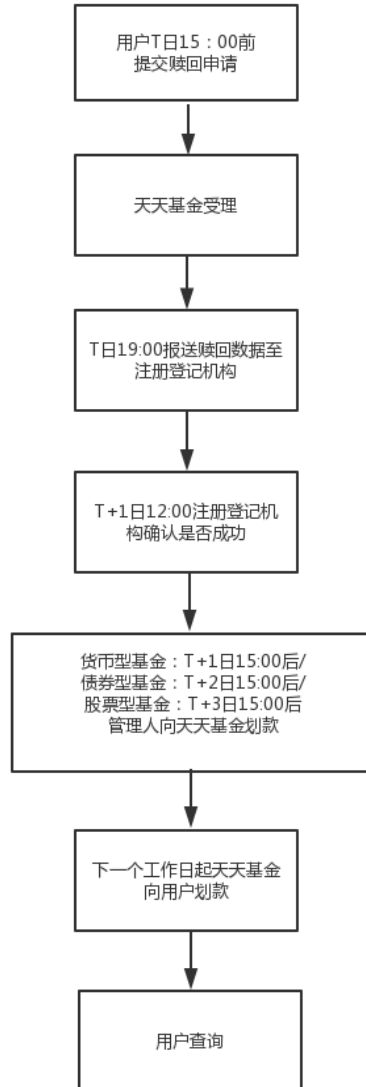 用户T日15：00前
提交赎回申请
天天基金受理
T日19:00报送赎回数据至
注册登记机构
T+1日12:00注册登记机
构确认是否成功
货币型基金：T+1日15:00后/
债券型基金：T+2日15:00后/
股票型基金：T+3日15:00后
管理人向天天基金划款
下一个工作日起天天基金
向用户划款
用户查询